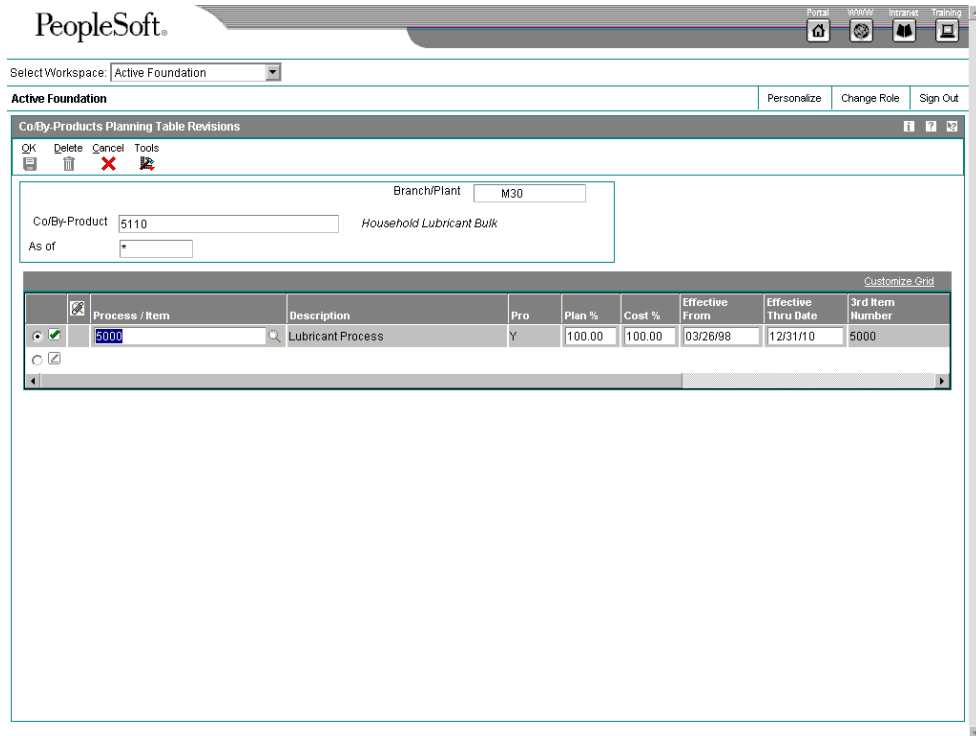 Portal WWW Intranet Training
PeopleSoft.
Select Workspace: Active Foundation
Active Foundation Personalize Change Role Sign Out
Co/By-Products Planning Table Revisions i ? ?
OK Delete Cancel Tools
Branch/Plant M30
Co/By-Product 5110 Household Lubricant Bulk
As of *
Customize Grid
Process / Item Description Pro Plan % Cost % Effective From Effective Thru Date 3rd Item Number
5000 Lubricant Process Y 100.00 100.00 03/26/98 12/31/10 5000